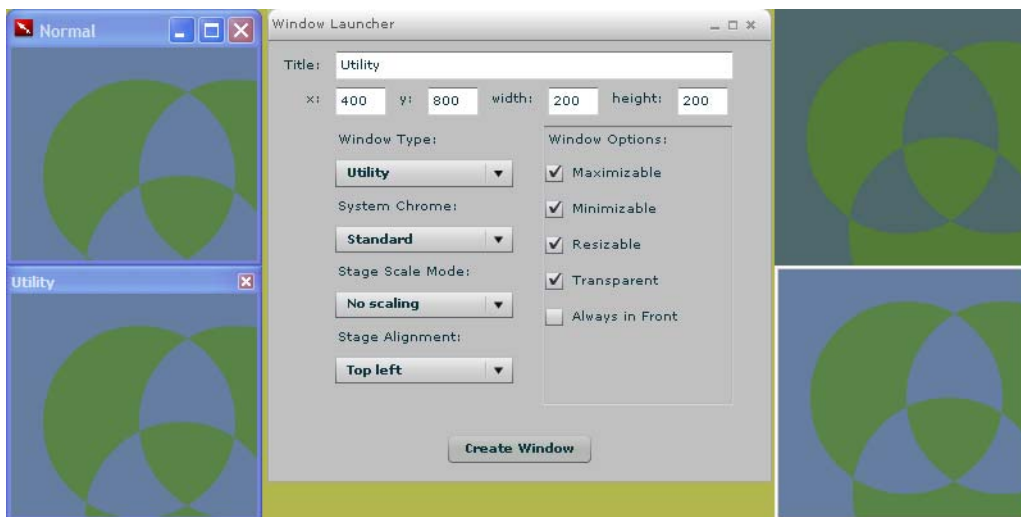 Normal
Window Launcher
Title: Utility
x: 400 y: 800 width: 200 height: 200
Window Type:
Utility
System Chrome:
Standard
Stage Scale Mode:
No scaling
Stage Alignment:
Top left
Window Options:
Maximizable
Minimizable
Resizable
Transparent
Always in Front
Create Window
Utility